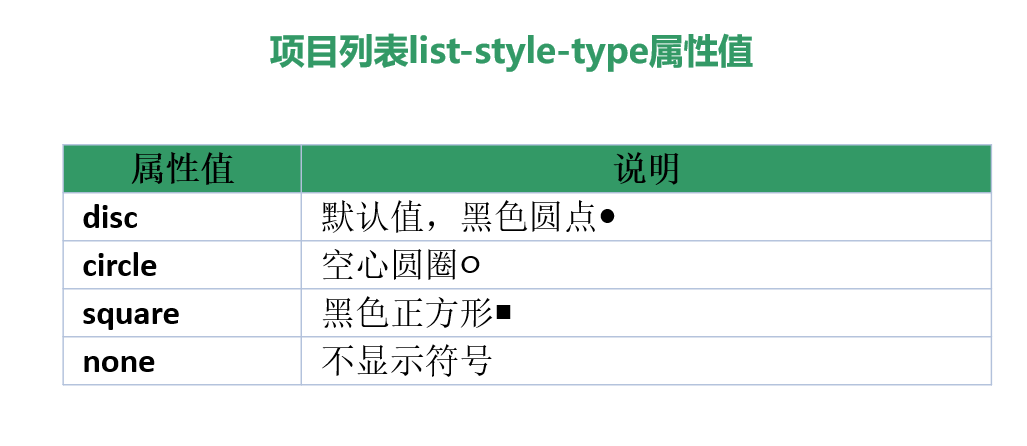 项目列表list-style-type属性值
属性值 说明
disc 默认值，黑色圆点●
circle 空心圆圈○
square 黑色正方形■
none 不显示符号